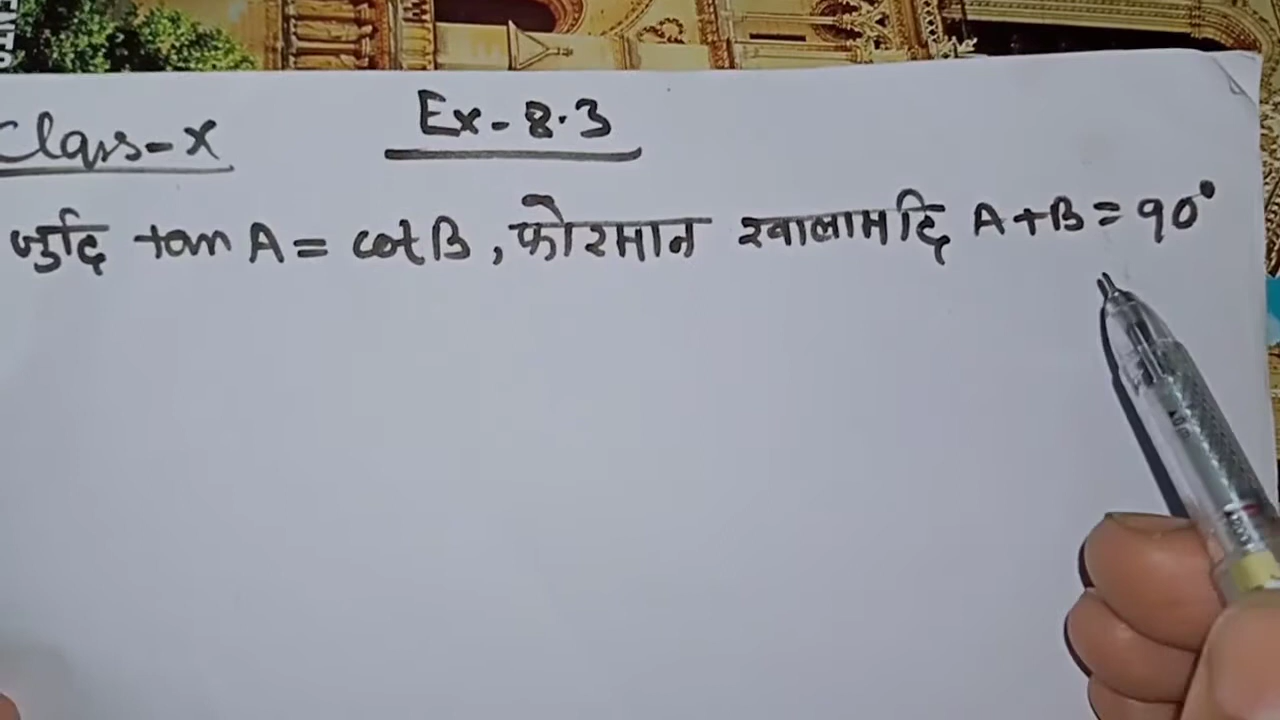 Class-X
Ex-8.3
जुदि tan A = cot B, फोरमान खालामदि A+B=90°